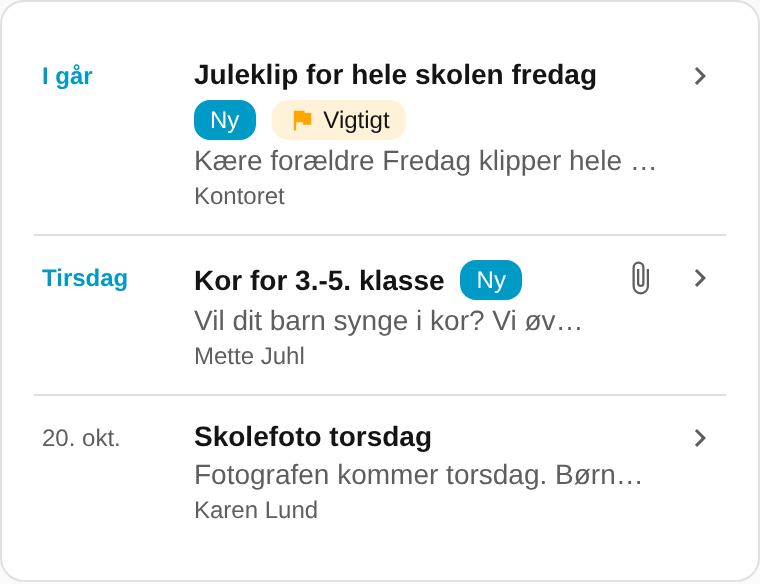 I går
Juleklip for hele skolen fredag
Ny Vigtigt
Kære forældre Fredag klipper hele …
Kontoret
Tirsdag
Kor for 3.-5. klasse Ny
Vil dit barn synge i kor? Vi øv…
Mette Juhl
20. okt.
Skolefoto torsdag
Fotografen kommer torsdag. Børn…
Karen Lund